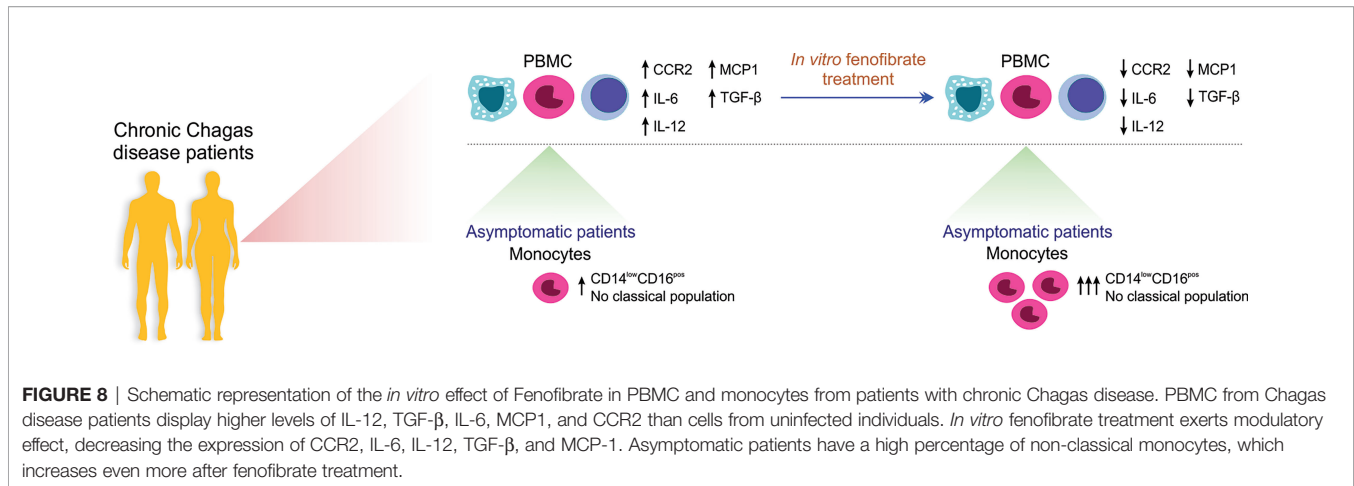 Chronic Chagas
disease patients
PBMC
↑ CCR2 ↑ MCP1
↑ IL-6 ↑ TGF-β
↑ IL-12
In vitro fenofibrate
treatment
PBMC
↓ CCR2 ↓ MCP1
↓ IL-6 ↓ TGF-β
↓ IL-12
Asymptomatic patients
Monocytes
↑ CD14lowCD16pos
No classical population
Asymptomatic patients
Monocytes
↑↑↑ CD14lowCD16pos
No classical population
FIGURE 8 | Schematic representation of the in vitro effect of Fenofibrate in PBMC and monocytes from patients with chronic Chagas disease. PBMC from Chagas
disease patients display higher levels of IL-12, TGF-β, IL-6, MCP1, and CCR2 than cells from uninfected individuals. In vitro fenofibrate treatment exerts modulatory
effect, decreasing the expression of CCR2, IL-6, IL-12, TGF-β, and MCP-1. Asymptomatic patients have a high percentage of non-classical monocytes, which
increases even more after fenofibrate treatment.